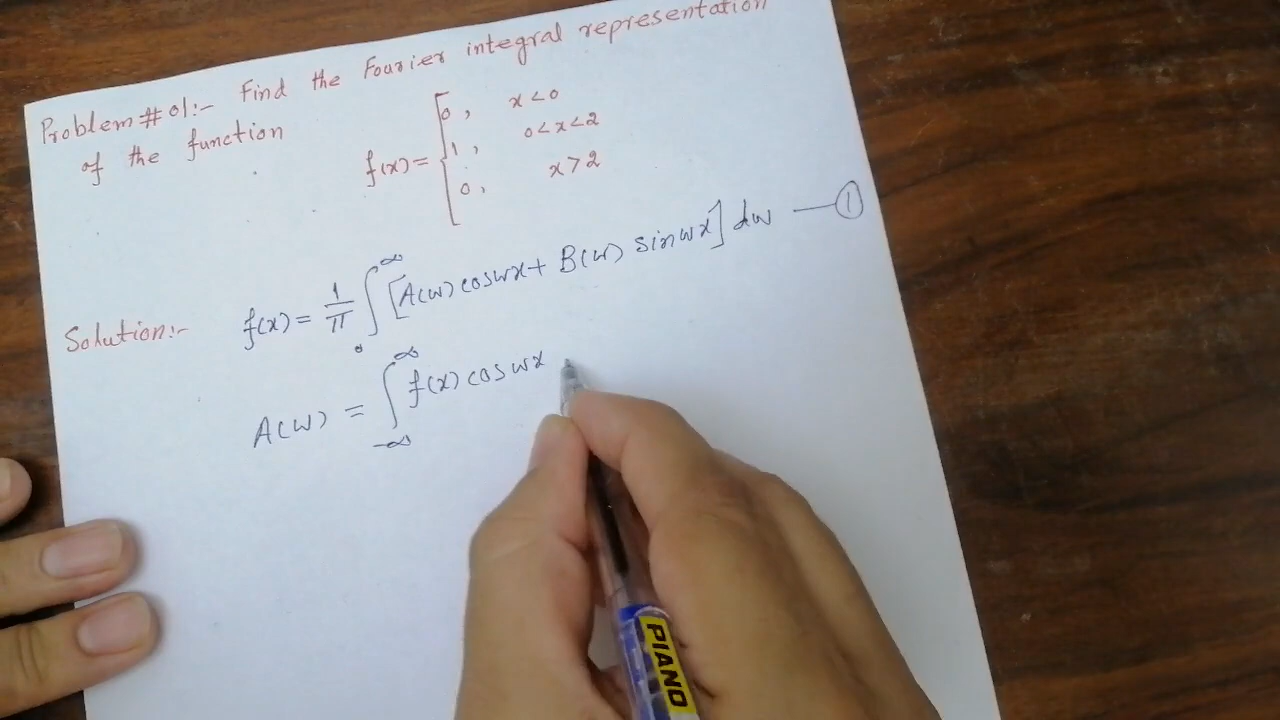 Problem # 01:- Find the Fourier integral representation
of the function
f(x) = [ 0 , x < 0
1 , 0 < x < 2
0 , x > 2
Solution:- f(x) = 1/π ∫₀^∞ [A(w) cos wx + B(w) sin wx] dw —— ①
A(w) = ∫_{-∞}^{∞} f(x) cos wx
PIANO